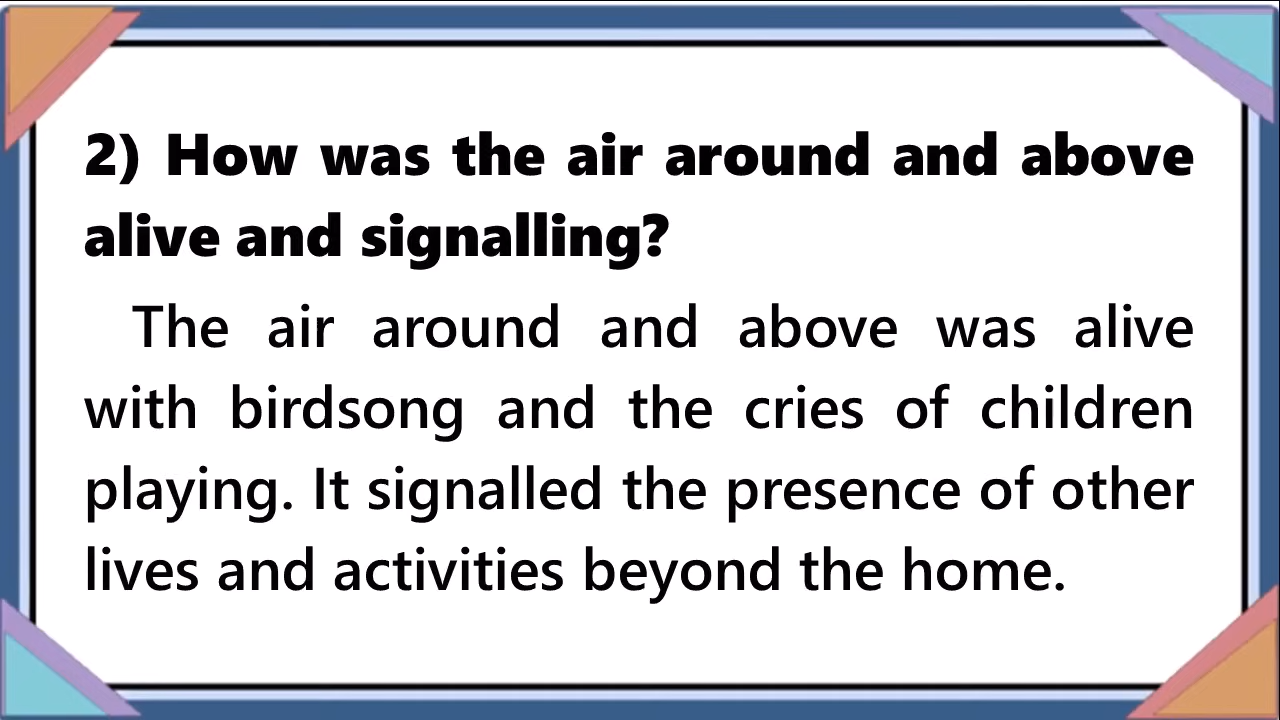 2) How was the air around and above
alive and signalling?
The air around and above was alive
with birdsong and the cries of children
playing. It signalled the presence of other
lives and activities beyond the home.